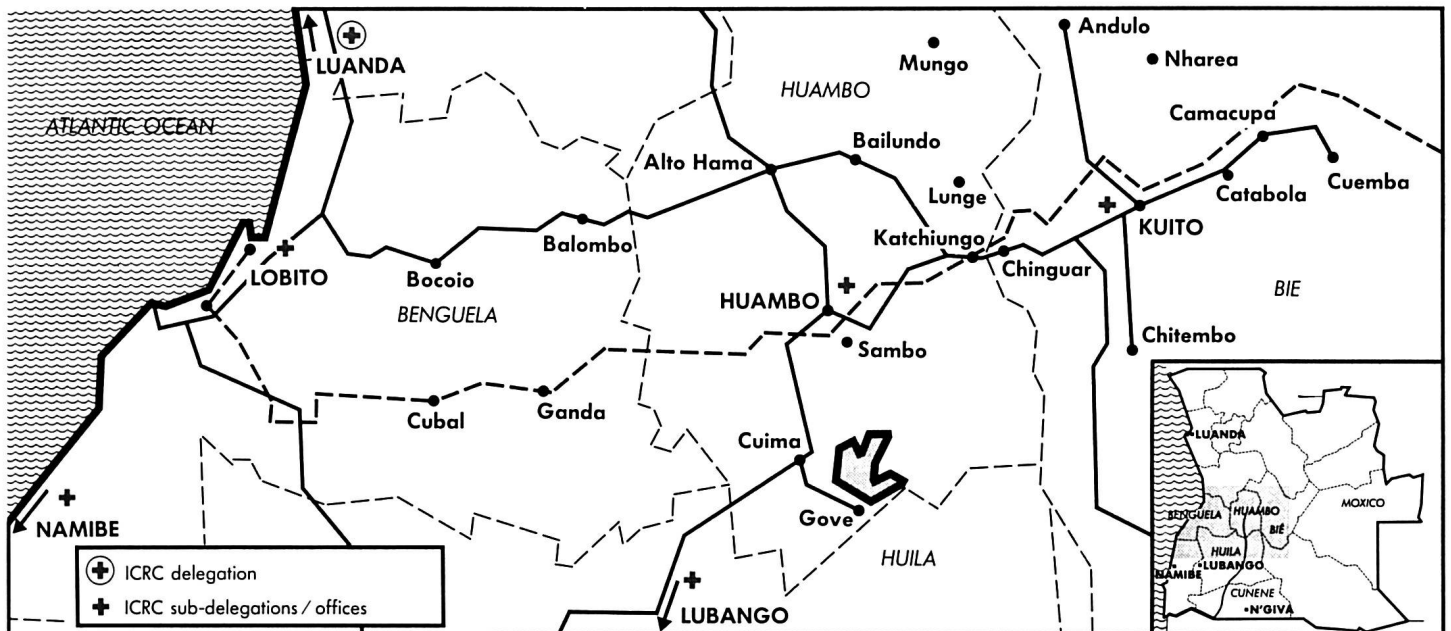 LUANDA
ATLANTIC OCEAN
HUAMBO
Mungo
Andulo
Nharea
Camacupa
Alto Hama
Bailundo
Lunge
Catabola
Cuemba
KUITO
Balombo
Katchiungo
Chinguar
LOBITO
Bocoio
BENGUELA
HUAMBO
BIE
Sambo
Chitembo
Cubal
Ganda
Cuima
Gove
NAMIBE
HUILA
LUBANGO
ICRC delegation
ICRC sub-delegations / offices
LUANDA
MOXICO
BENGUELA
HUAMBO
BIÉ
HUILA
NAMIBE
LUBANGO
CUNENE
N'GIVA